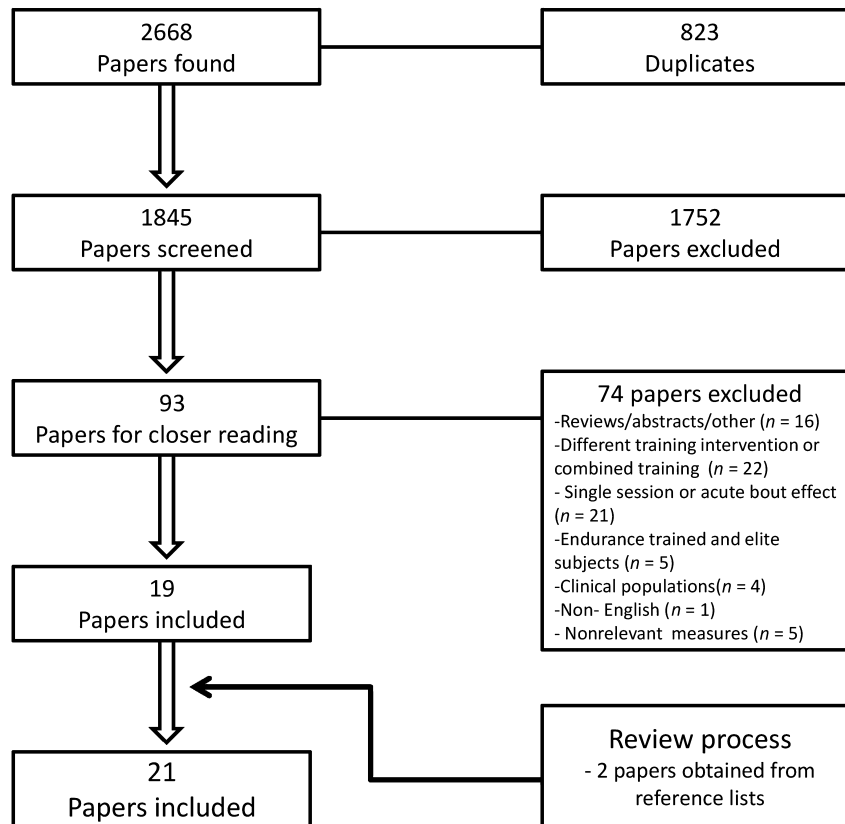 2668
Papers found
823
Duplicates
1845
Papers screened
1752
Papers excluded
93
Papers for closer reading
74 papers excluded
-Reviews/abstracts/other (n = 16)
-Different training intervention or
combined training (n = 22)
- Single session or acute bout effect
(n = 21)
-Endurance trained and elite
subjects (n = 5)
-Clinical populations(n = 4)
-Non- English (n = 1)
- Nonrelevant measures (n = 5)
19
Papers included
Review process
- 2 papers obtained from
reference lists
21
Papers included